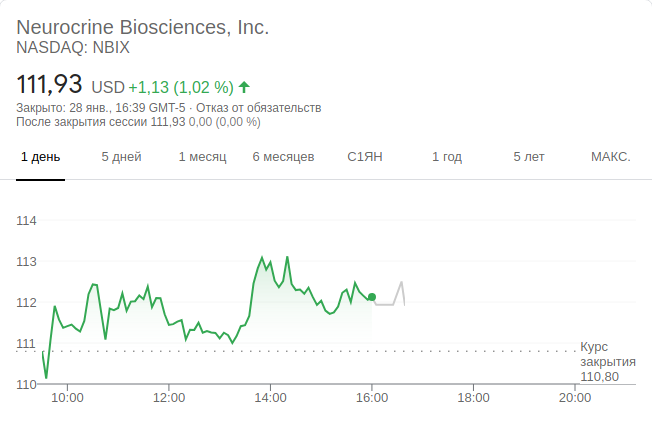 Neurocrine Biosciences, Inc.
NASDAQ: NBIX
111,93 USD +1,13 (1,02 %)
Закрыто: 28 янв., 16:39 GMT-5 · Отказ от обязательств
После закрытия сессии 111,93 0,00 (0,00 %)
1 день 5 дней 1 месяц 6 месяцев С1ЯН 1 год 5 лет МАКС.
114
113
112
111
Курс
закрытия
110,80
110
10:00 12:00 14:00 16:00 18:00 20:00